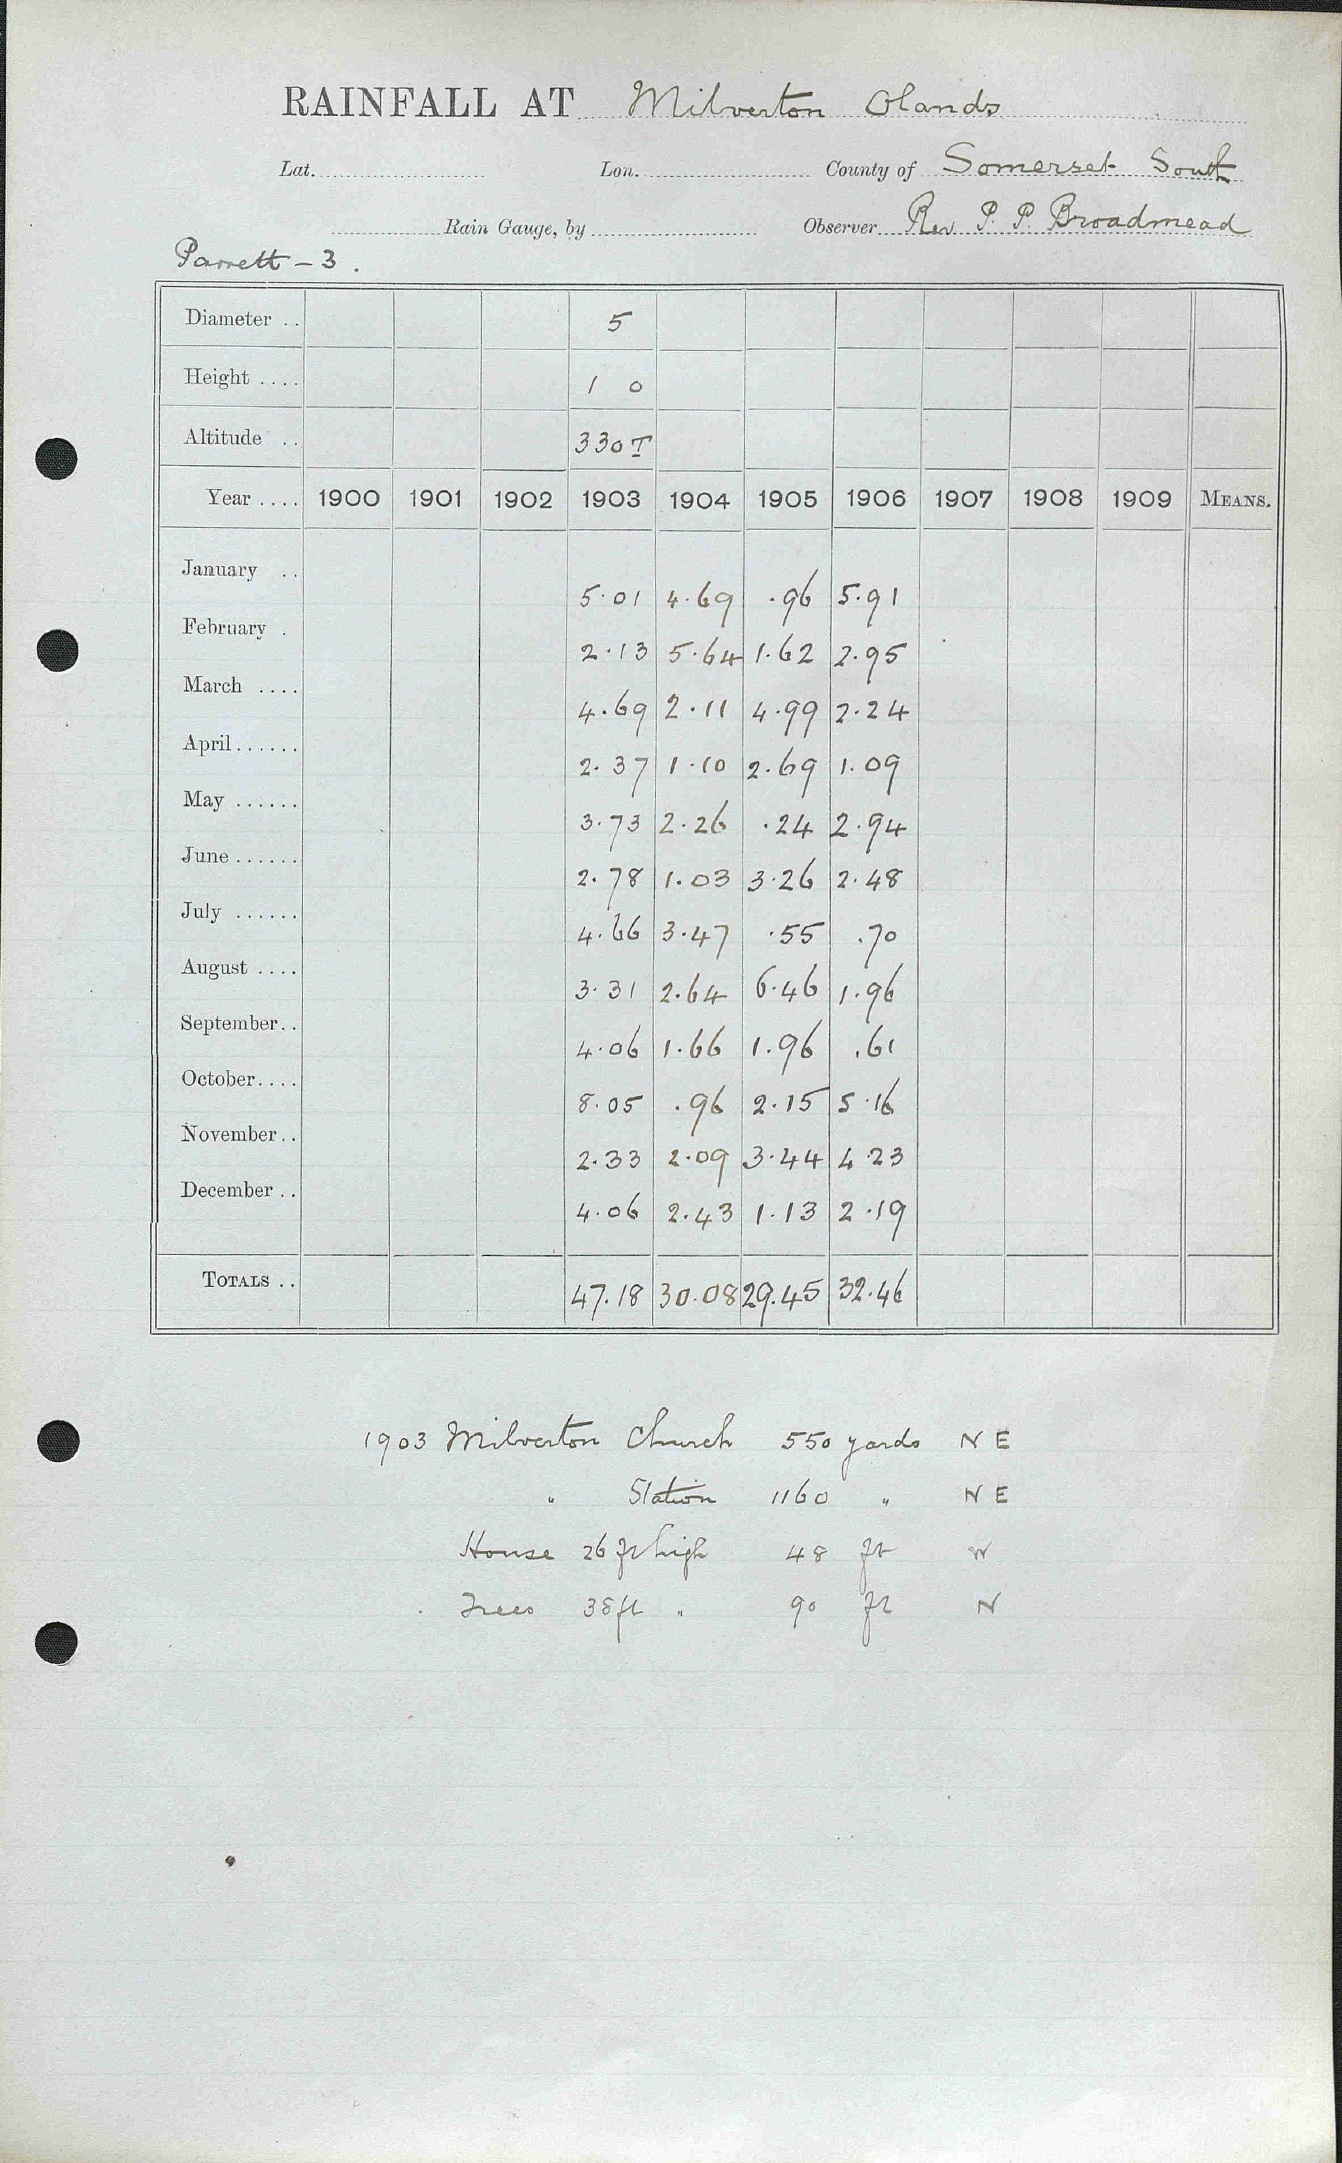 RAINFALL AT Milverton Olands
Lat. Lon. County of Somerset South
Rain Gauge, by Observer Rev P. P. Broadmead
Parrett - 3.
Diameter .. 5
Height .... 1 0
Altitude .. 330 T
Year .... 1900 1901 1902 1903 1904 1905 1906 1907 1908 1909 MEANS.
January .. 5.01 4.69 .96 5.91
February . 2.13 5.64 1.62 2.95
March .... 4.69 2.11 4.99 2.24
April ...... 2.37 1.10 2.69 1.09
May ...... 3.73 2.26 .24 2.94
June ...... 2.78 1.03 3.26 2.48
July ...... 4.66 3.47 .55 .70
August .... 3.31 2.64 6.46 1.96
September.. 4.06 1.66 1.96 .61
October.... 8.05 .96 2.15 5.16
November.. 2.33 2.09 3.44 4.23
December .. 4.06 2.43 1.13 2.19
TOTALS .. 47.18 30.08 29.45 32.46
1903 Milverton Church 550 yards N E
" Station 1160 " N E
House 26 ft high 48 ft W
Trees 38 ft " 90 ft N